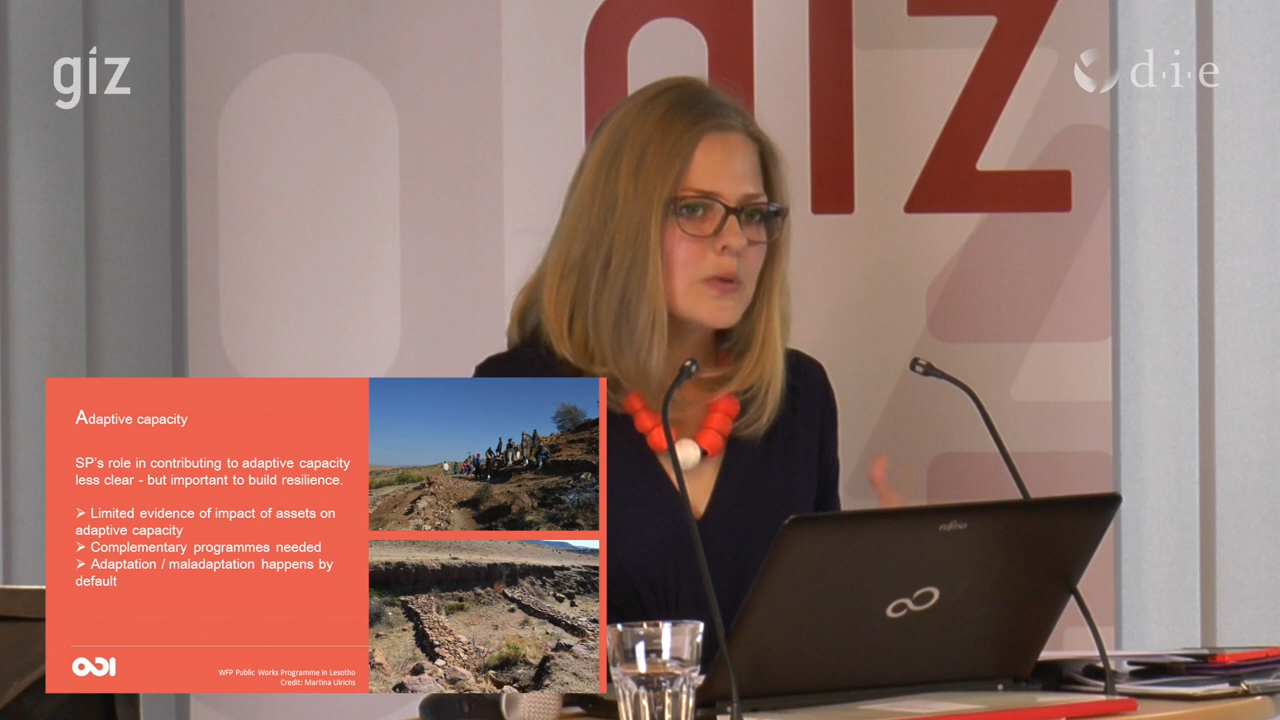 giz
d·i·e
giz
Adaptive capacity
SP's role in contributing to adaptive capacity
less clear - but important to build resilience.
➢ Limited evidence of impact of assets on
adaptive capacity
➢ Complementary programmes needed
➢ Adaptation / maladaptation happens by
default
ODI
WFP Public Works Programme in Lesotho
Credit: Martina Ulrichs
FUJITSU